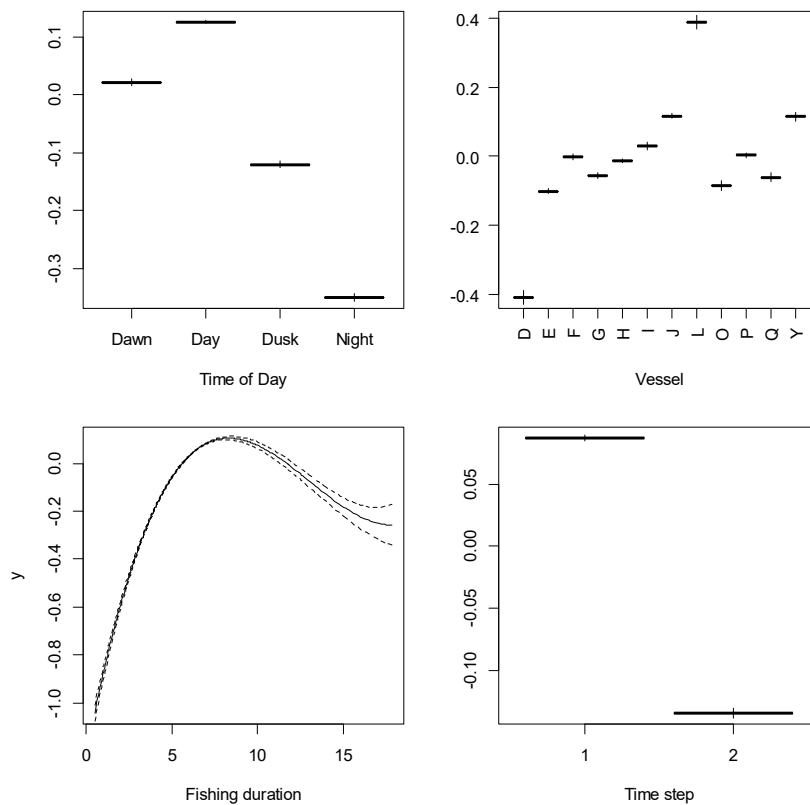 0.1
0.0
-0.1
-0.2
-0.3
Dawn Day Dusk Night
Time of Day
0.4
0.2
0.0
-0.2
-0.4
D E F G H I J L O P Q Y
Vessel
0.0
-0.2
-0.4
-0.6
-0.8
-1.0
y
0 5 10 15
Fishing duration
0.05
0.00
-0.05
-0.10
1 2
Time step